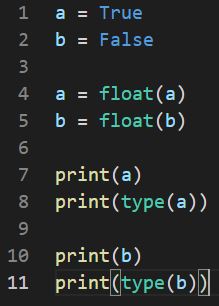 1 a = True
2 b = False
3
4 a = float(a)
5 b = float(b)
6
7 print(a)
8 print(type(a))
9
10 print(b)
11 print(type(b))